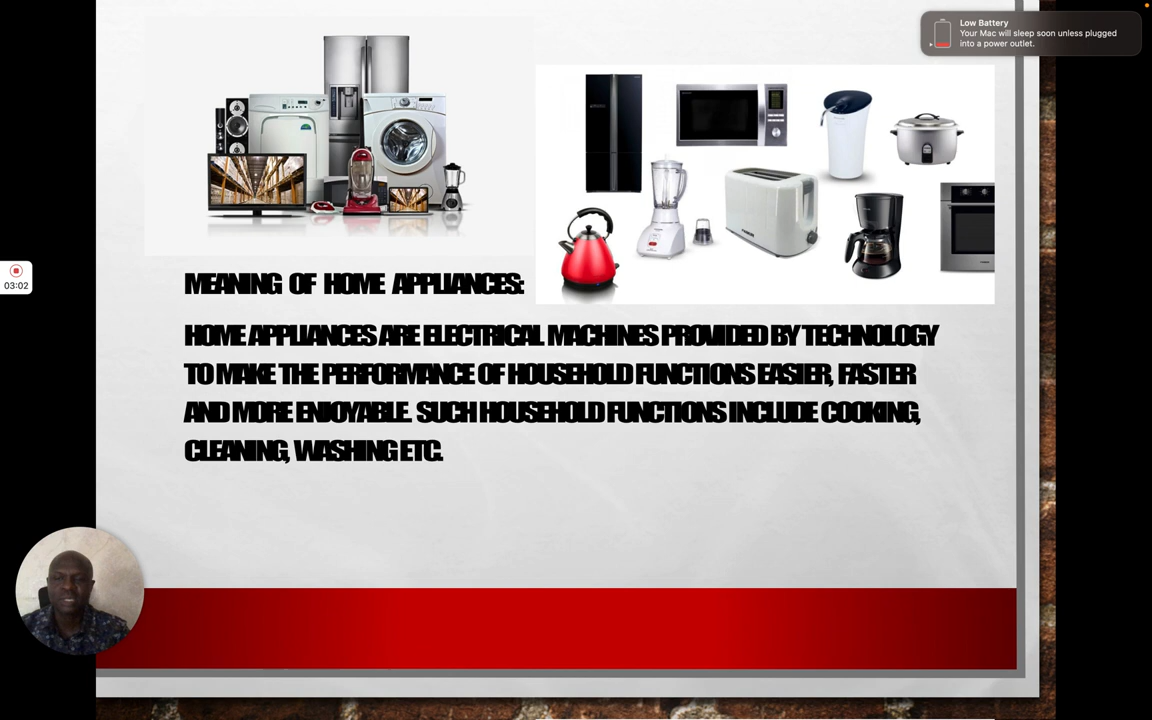 Low Battery
Your Mac will sleep soon unless plugged
into a power outlet.
03:02
MEANING OF HOME APPLIANCES:
HOME APPLIANCES ARE ELECTRICAL MACHINES PROVIDED BY TECHNOLOGY
TO MAKE THE PERFORMANCE OF HOUSEHOLD FUNCTIONS EASIER, FASTER
AND MORE ENJOYABLE. SUCH HOUSEHOLD FUNCTIONS INCLUDE COOKING,
CLEANING, WASHING ETC.